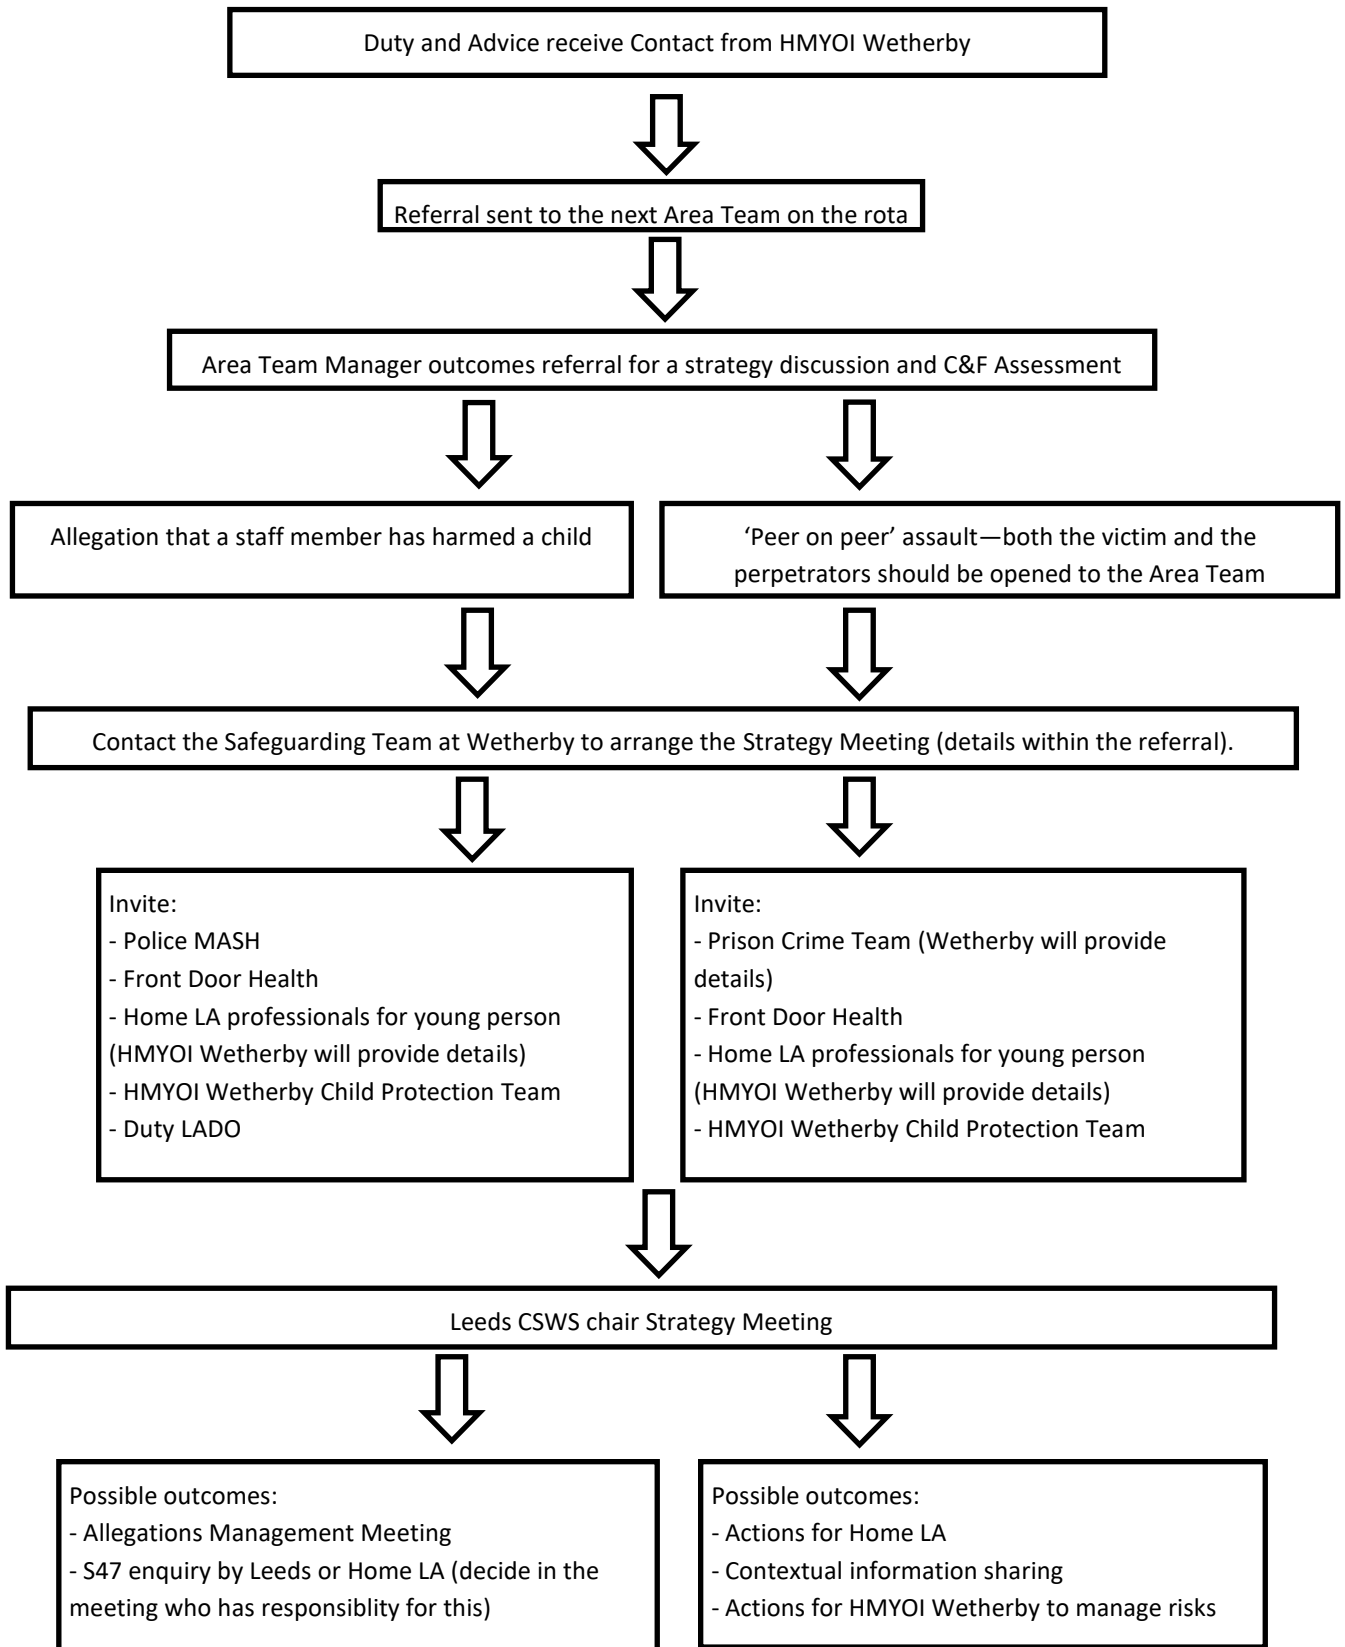 Duty and Advice receive Contact from HMYOI Wetherby
Referral sent to the next Area Team on the rota
Area Team Manager outcomes referral for a strategy discussion and C&F Assessment
Allegation that a staff member has harmed a child
‘Peer on peer’ assault—both the victim and the
perpetrators should be opened to the Area Team
Contact the Safeguarding Team at Wetherby to arrange the Strategy Meeting (details within the referral).
Invite:
- Police MASH
- Front Door Health
- Home LA professionals for young person
(HMYOI Wetherby will provide details)
- HMYOI Wetherby Child Protection Team
- Duty LADO
Invite:
- Prison Crime Team (Wetherby will provide
details)
- Front Door Health
- Home LA professionals for young person
(HMYOI Wetherby will provide details)
- HMYOI Wetherby Child Protection Team
Leeds CSWS chair Strategy Meeting
Possible outcomes:
- Allegations Management Meeting
- S47 enquiry by Leeds or Home LA (decide in the
meeting who has responsiblity for this)
Possible outcomes:
- Actions for Home LA
- Contextual information sharing
- Actions for HMYOI Wetherby to manage risks